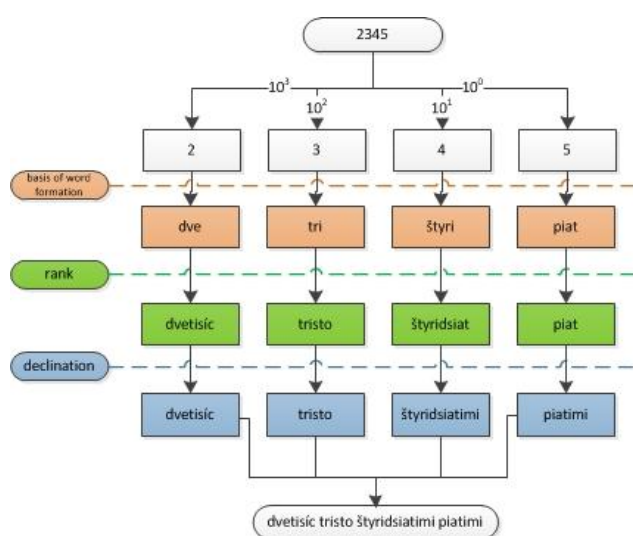 2345
10³
10²
10¹
10⁰
2
3
4
5
basis of word
formation
dve
tri
štyri
piat
rank
dvetisíc
tristo
štyridsiat
piat
declination
dvetisíc
tristo
štyridsiatimi
piatimi
dvetisíc tristo štyridsiatimi piatimi